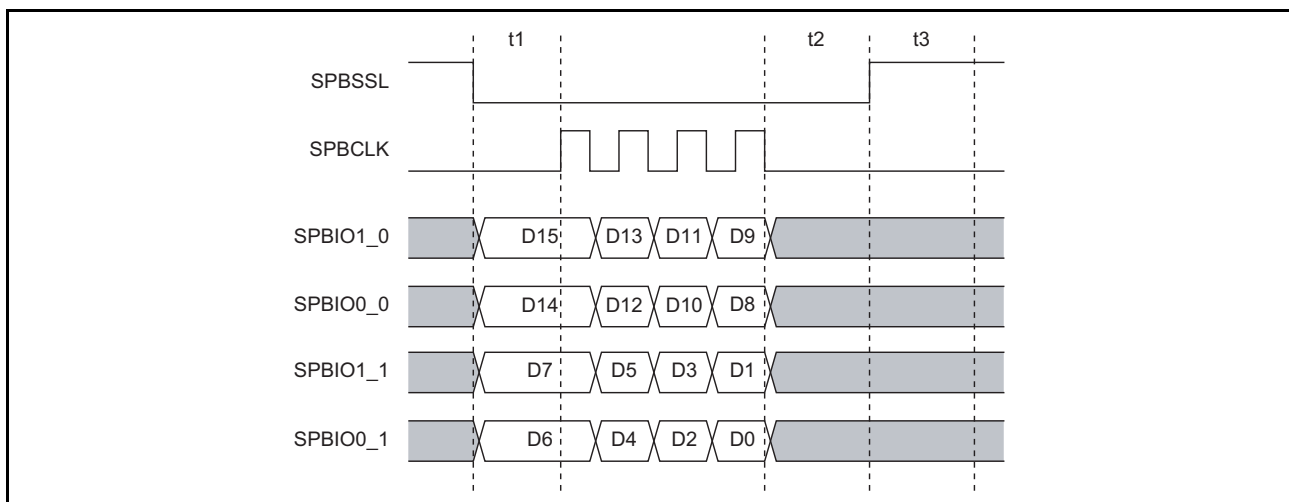 t1 t2 t3
SPBSSL
SPBCLK
SPBIO1_0 D15 D13 D11 D9
SPBIO0_0 D14 D12 D10 D8
SPBIO1_1 D7 D5 D3 D1
SPBIO0_1 D6 D4 D2 D0